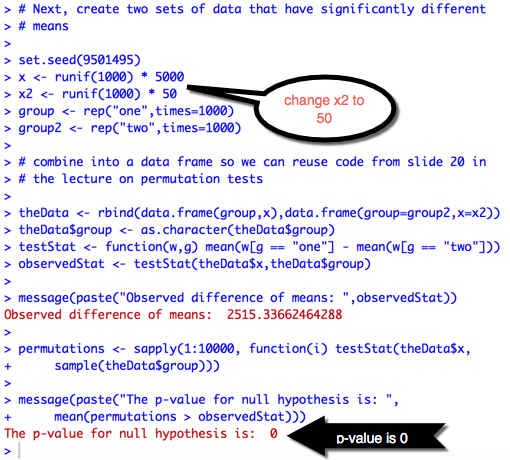 > # Next, create two sets of data that have significantly different
> # means
>
> set.seed(9501495)
> x <- runif(1000) * 5000
> x2 <- runif(1000) * 50
> group <- rep("one",times=1000)
> group2 <- rep("two",times=1000)
>
> # combine into a data frame so we can reuse code from slide 20 in
> # the lecture on permutation tests
>
> theData <- rbind(data.frame(group,x),data.frame(group=group2,x=x2))
> theData$group <- as.character(theData$group)
> testStat <- function(w,g) mean(w[g == "one"] - mean(w[g == "two"]))
> observedStat <- testStat(theData$x,theData$group)
>
> message(paste("Observed difference of means: ",observedStat))
Observed difference of means:  2515.33662464288
>
> permutations <- sapply(1:10000, function(i) testStat(theData$x,
+     sample(theData$group)))
>
> message(paste("The p-value for null hypothesis is: ",
+     mean(permutations > observedStat)))
The p-value for null hypothesis is:  0
>
change x2 to
50
p-value is 0